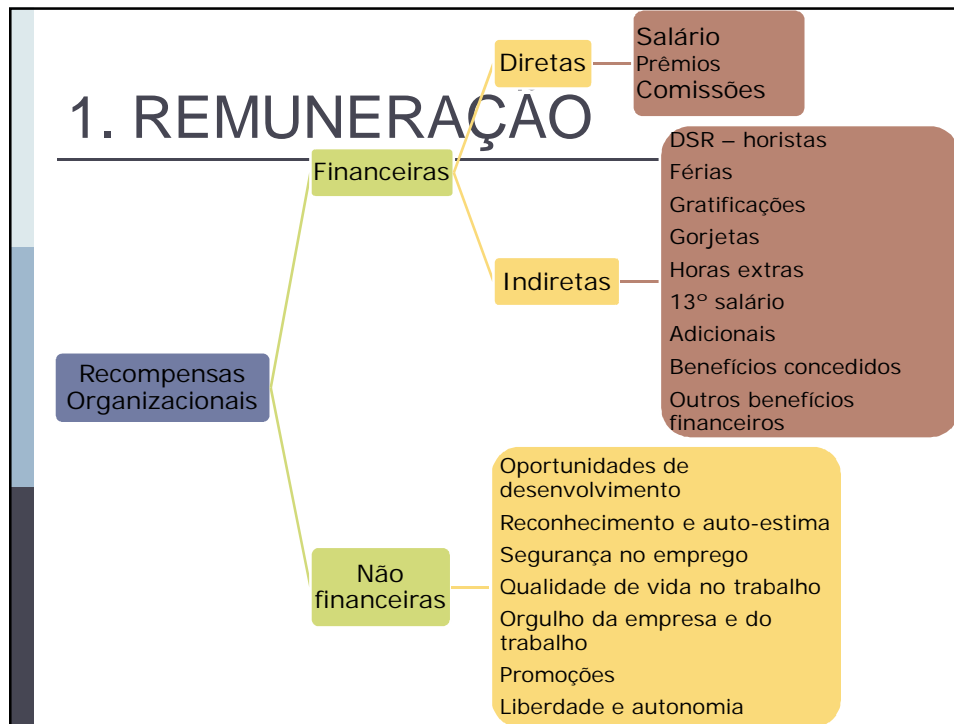 1. REMUNERAÇÃO
Recompensas
Organizacionais
Financeiras
Diretas
Salário
Prêmios
Comissões
Indiretas
DSR – horistas
Férias
Gratificações
Gorjetas
Horas extras
13º salário
Adicionais
Benefícios concedidos
Outros benefícios
financeiros
Não
financeiras
Oportunidades de
desenvolvimento
Reconhecimento e auto-estima
Segurança no emprego
Qualidade de vida no trabalho
Orgulho da empresa e do
trabalho
Promoções
Liberdade e autonomia